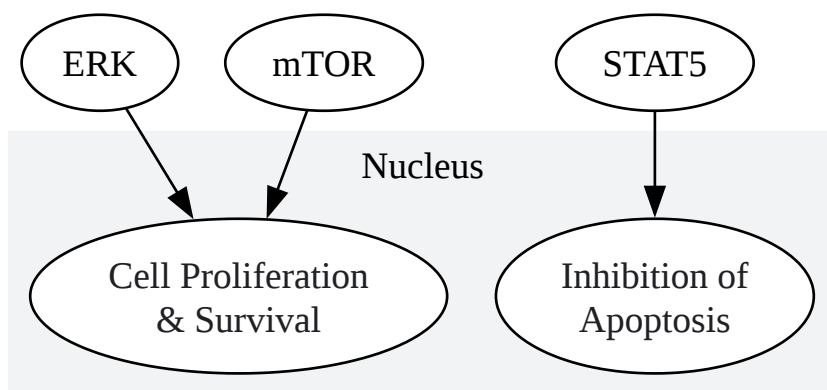 ERK
mTOR
STAT5
Nucleus
Cell Proliferation
& Survival
Inhibition of
Apoptosis